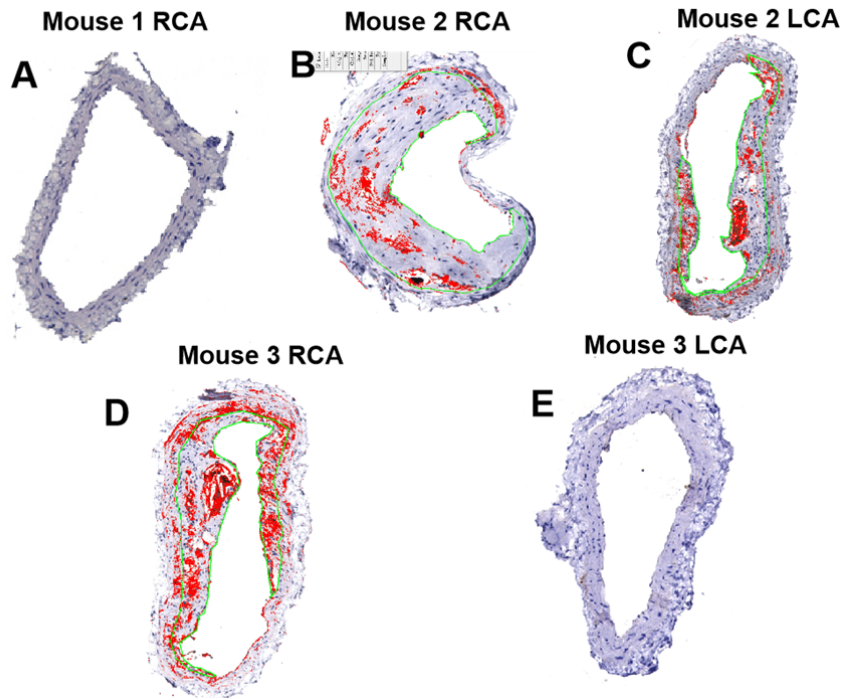 Mouse 1 RCA
Mouse 2 RCA
Mouse 2 LCA
A
B
C
Mouse 3 RCA
Mouse 3 LCA
D
E